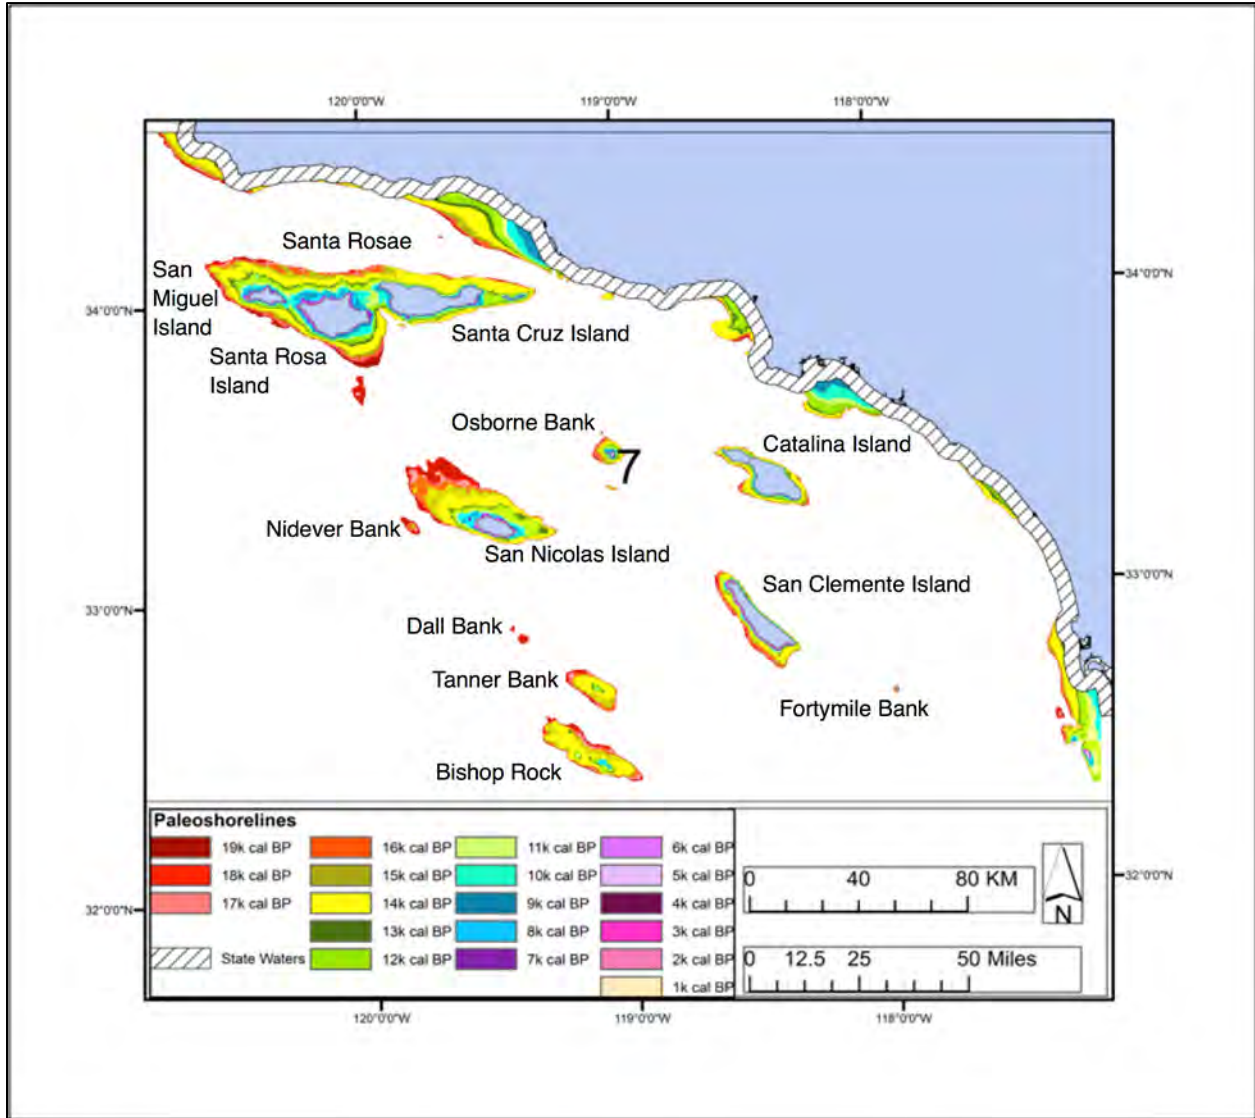 120°0'0"W
119°0'0"W
118°0'0"W
Santa Rosae
San
Miguel
Island
34°0'0"N
34°0'0"N
Santa Cruz Island
Santa Rosa
Island
Osborne Bank
7
Catalina Island
Nidever Bank
San Nicolas Island
San Clemente Island
33°0'0"N
33°0'0"N
Dall Bank
Tanner Bank
Fortymile Bank
Bishop Rock
Paleoshorelines
19k cal BP
18k cal BP
17k cal BP
State Waters
16k cal BP
15k cal BP
14k cal BP
13k cal BP
12k cal BP
11k cal BP
10k cal BP
9k cal BP
8k cal BP
7k cal BP
6k cal BP
5k cal BP
4k cal BP
3k cal BP
2k cal BP
1k cal BP
0 40 80 KM
0 12.5 25 50 Miles
N
32°0'0"N
32°0'0"N
120°0'0"W
119°0'0"W
118°0'0"W